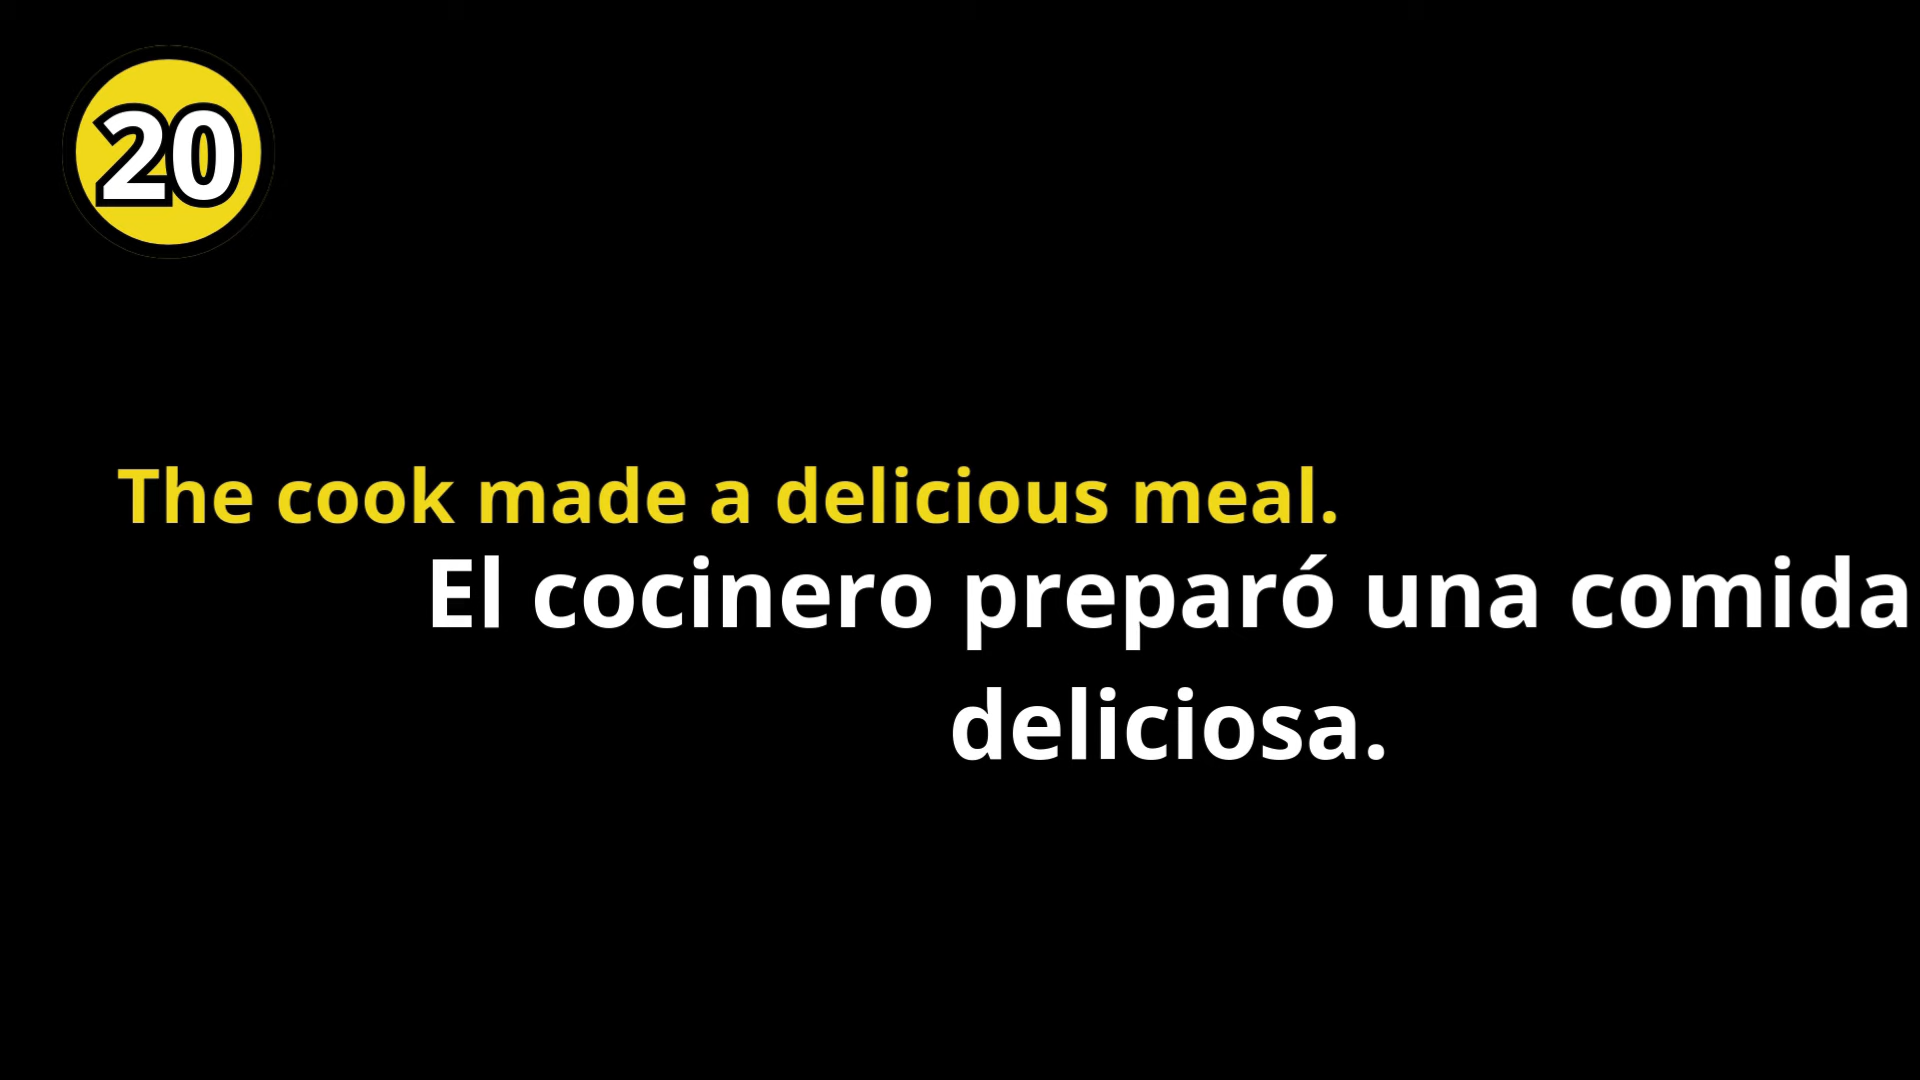 20
The cook made a delicious meal.
El cocinero preparó una comida
deliciosa.